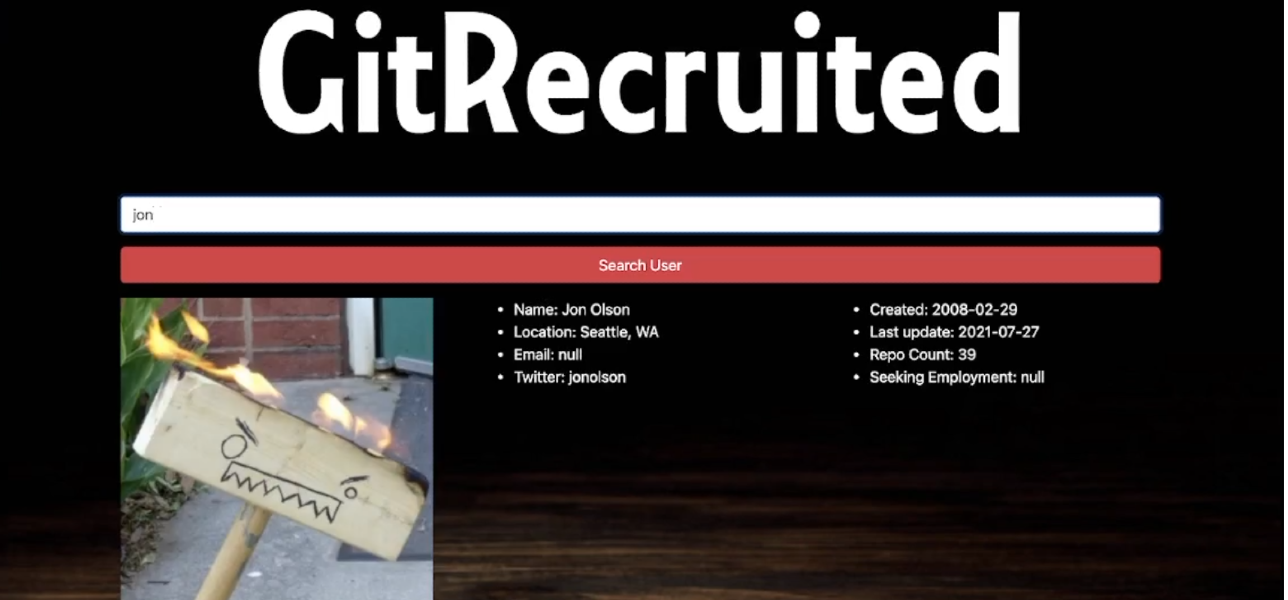 GitRecruited
jon
Search User
Name: Jon Olson
Location: Seattle, WA
Email: null
Twitter: jonolson
Created: 2008-02-29
Last update: 2021-07-27
Repo Count: 39
Seeking Employment: null